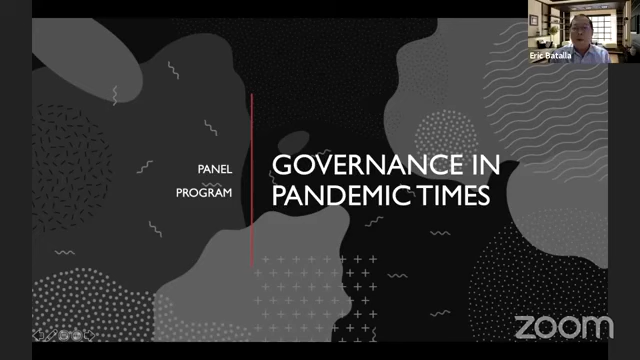 Eric Batalla
PANEL
PROGRAM
GOVERNANCE IN
PANDEMIC TIMES
zoom